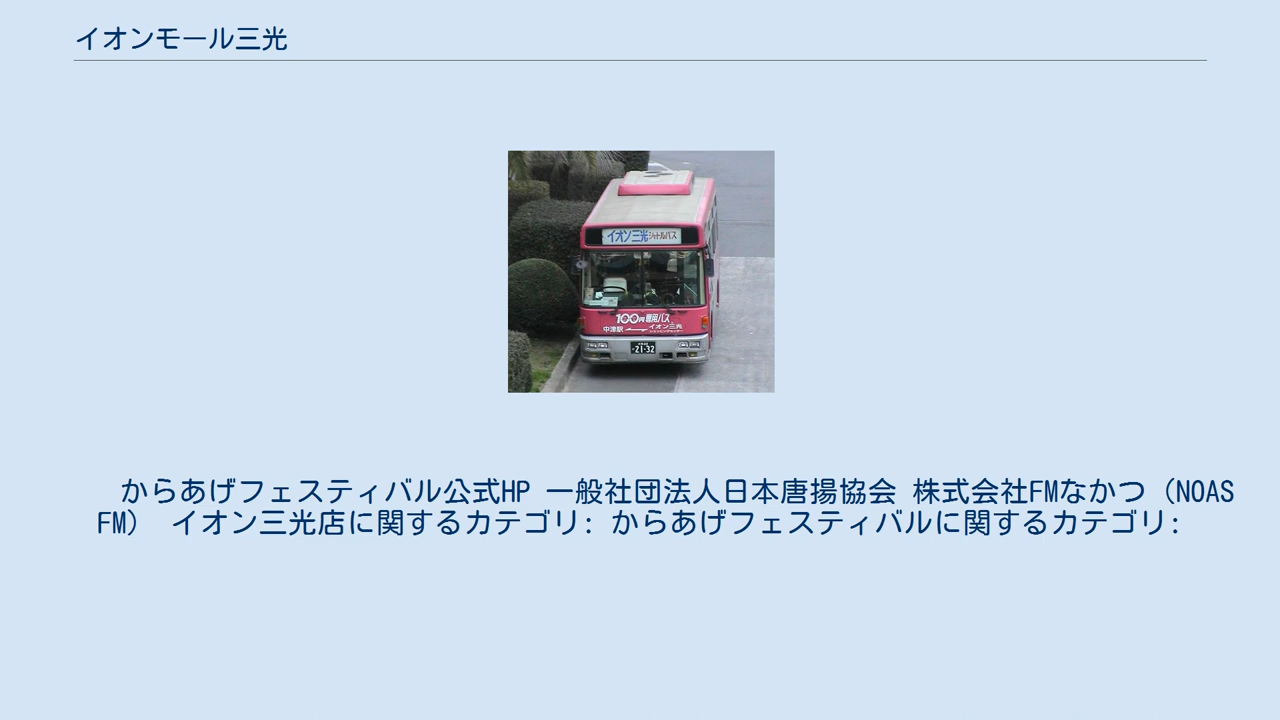 イオンモール三光
イオン三光シャトルバス
100円専用バス
中津駅 イオン三光
・21-32
からあげフェスティバル公式HP 一般社団法人日本唐揚協会 株式会社FMなかつ（NOAS
FM） イオン三光店に関するカテゴリ: からあげフェスティバルに関するカテゴリ: